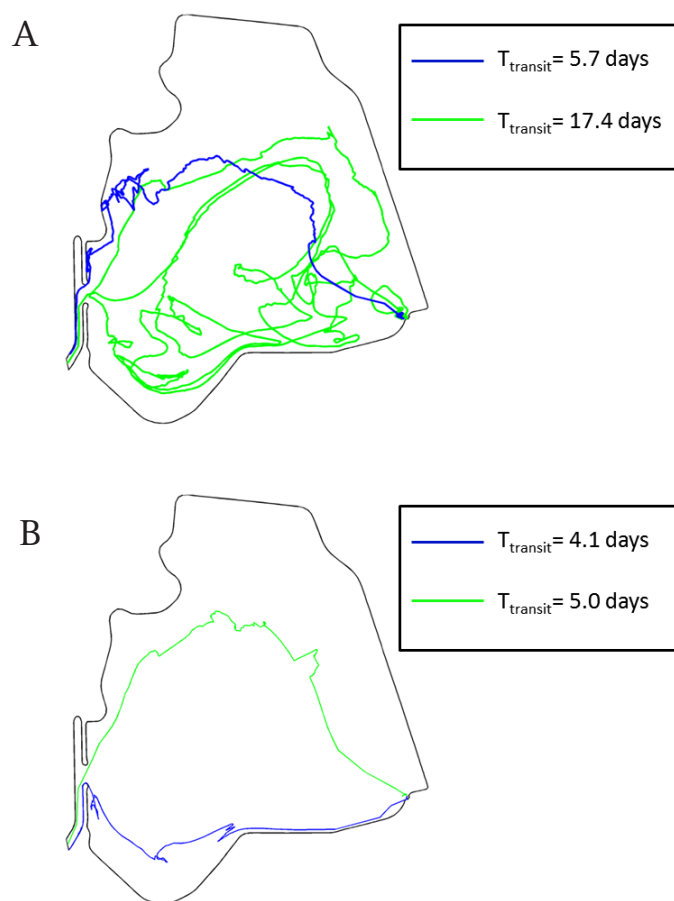 A
T_transit= 5.7 days
T_transit= 17.4 days
B
T_transit= 4.1 days
T_transit= 5.0 days